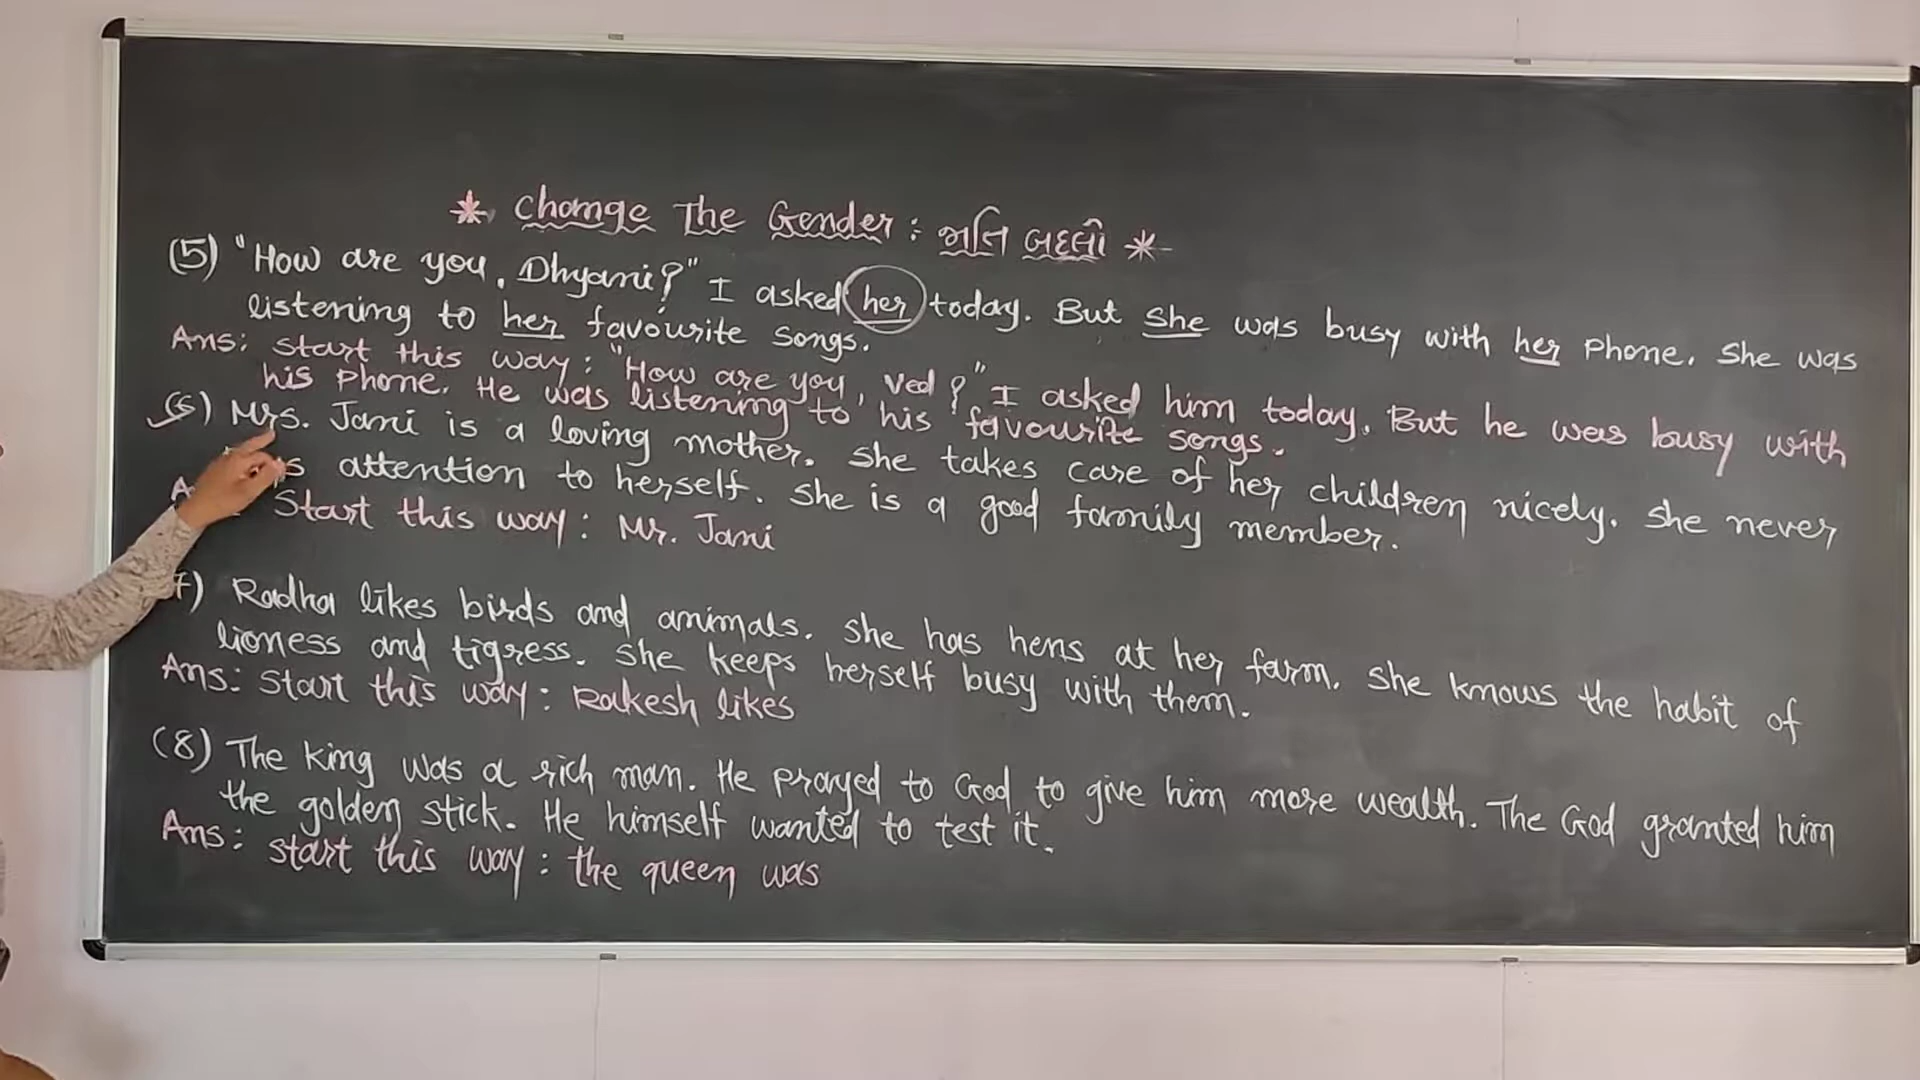 * Change The Gender : જાતિ બદલો *
(5) "How are you, Dhyani?" I asked her today. But she was busy with her phone. She was
listening to her favourite songs.
Ans: start this way: "How are you, Ved?" I asked him today. But he was busy with
his phone. He was listening to his favourite songs.
(6) Mrs. Jani is a loving mother. She takes care of her children nicely. She never
attention to herself. She is a good family member.
Start this way: Mr. Jani
7) Radha likes birds and animals. She has hens at her farm. She knows the habit of
lioness and tigress. She keeps herself busy with them.
Ans: Start this way: Rakesh likes
(8) The king was a rich man. He prayed to God to give him more wealth. The God granted him
the golden stick. He himself wanted to test it.
Ans: start this way: the queen was